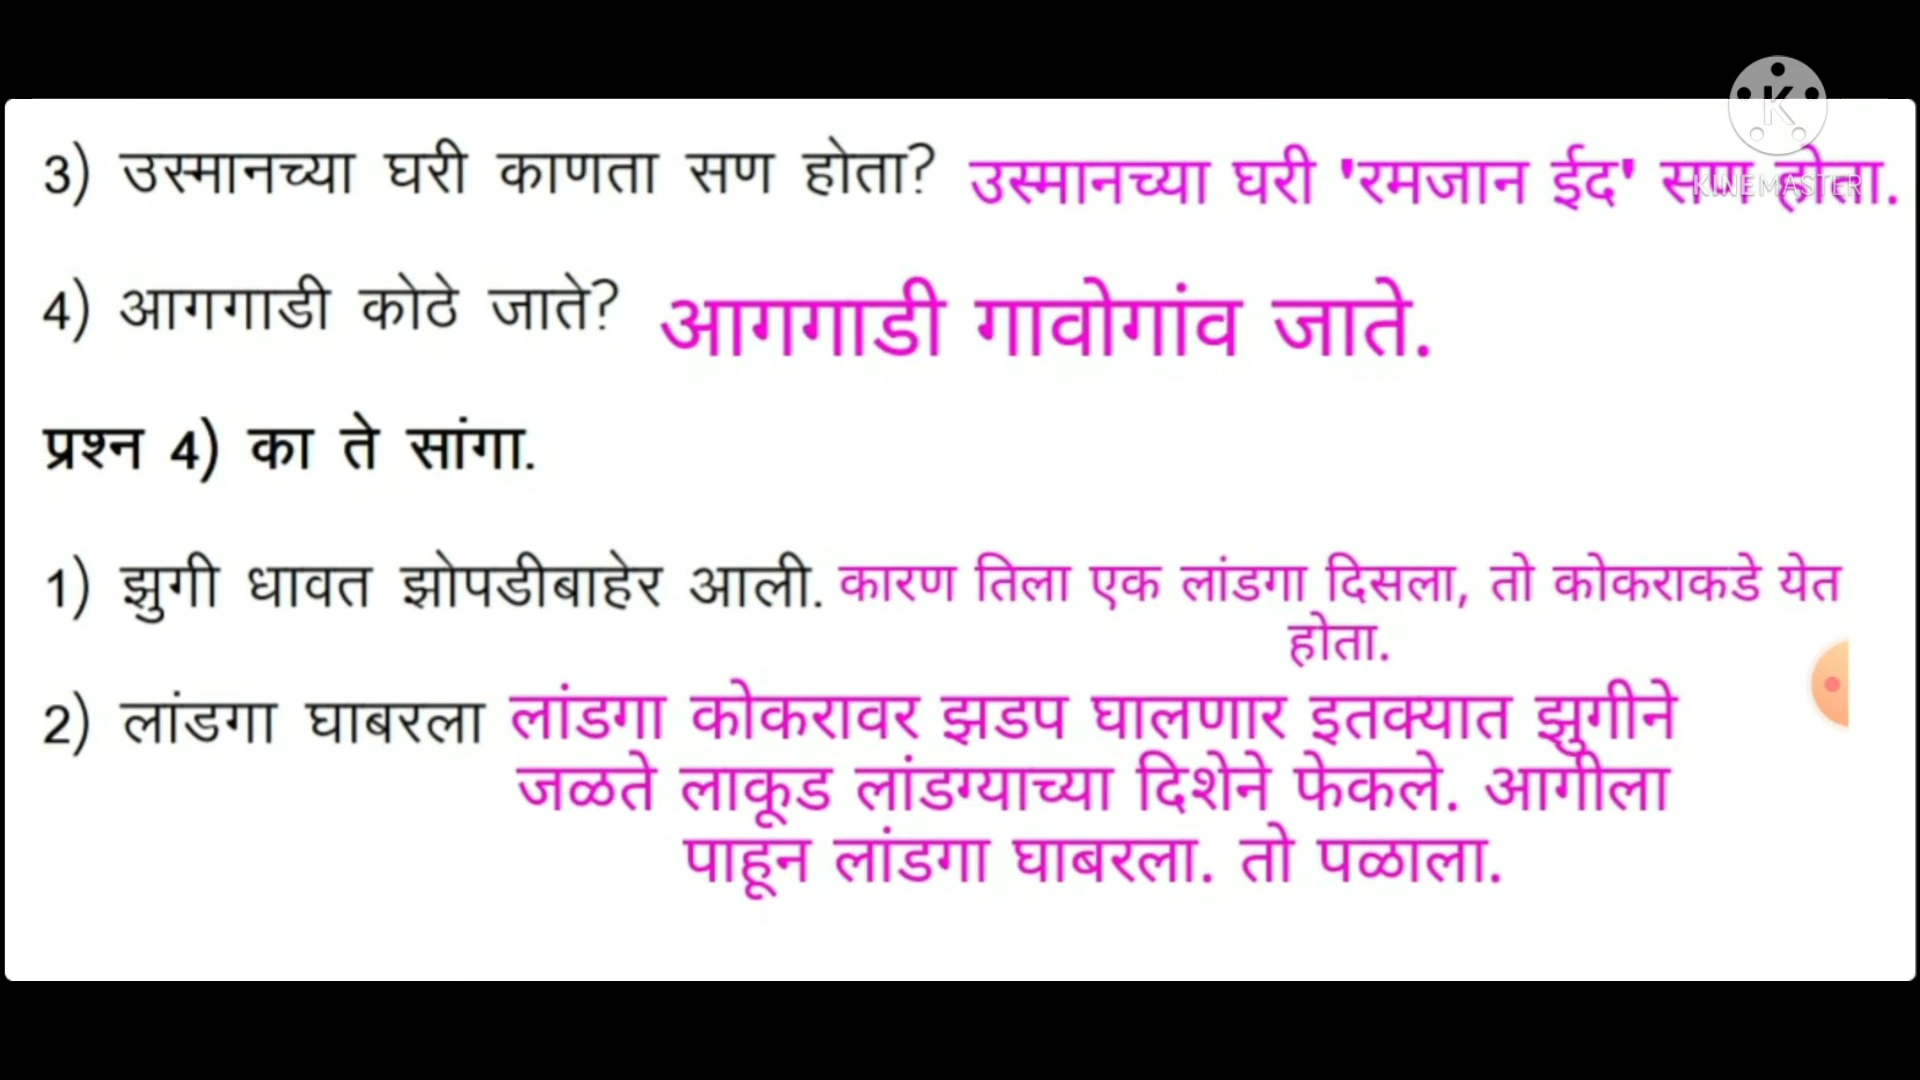 3) उस्मानच्या घरी काणता सण होता? उस्मानच्या घरी 'रमजान ईद' सण होता.
K
KINEMASTER
4) आगगाडी कोठे जाते? आगगाडी गावोगांव जाते.
प्रश्न 4) का ते सांगा.
1) झुगी धावत झोपडीबाहेर आली. कारण तिला एक लांडगा दिसला, तो कोकराकडे येत
होता.
2) लांडगा घाबरला लांडगा कोकरावर झडप घालणार इतक्यात झुगीने
जळते लाकूड लांडग्याच्या दिशेने फेकले. आगीला
पाहून लांडगा घाबरला. तो पळाला.